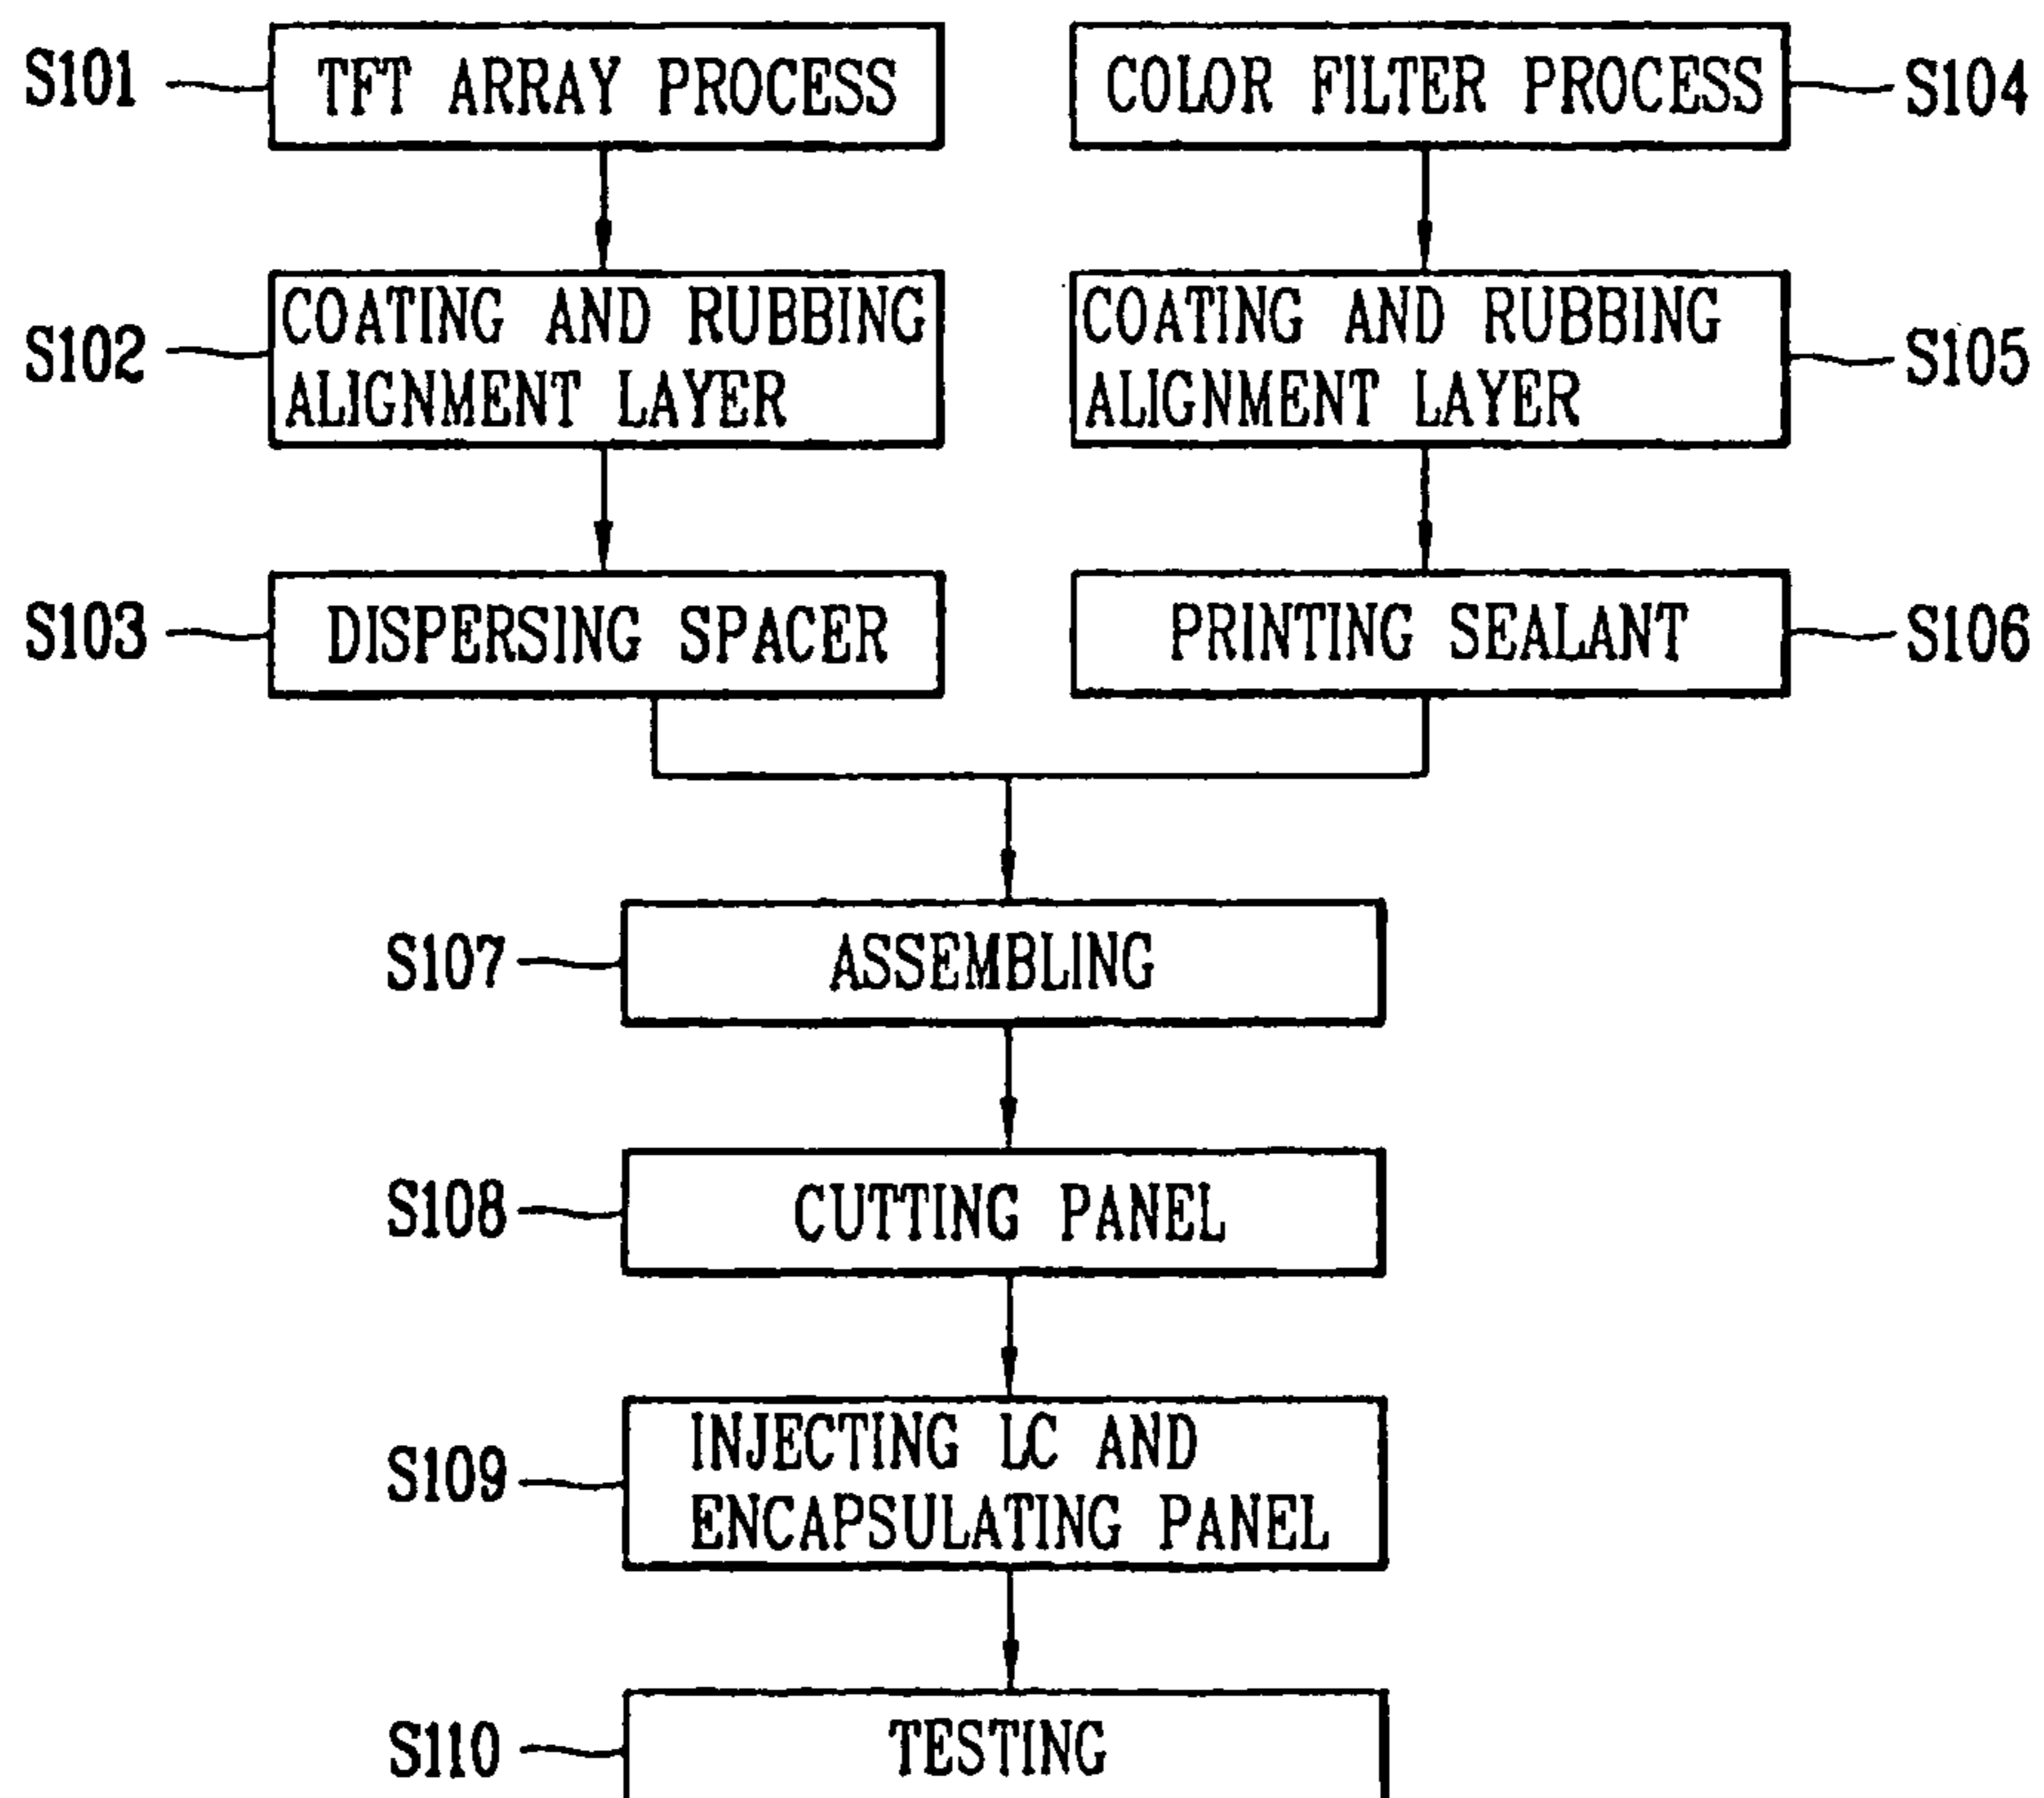 S101
TFT ARRAY PROCESS
COLOR FILTER PROCESS
S104
S102
COATING AND RUBBING
ALIGNMENT LAYER
COATING AND RUBBING
ALIGNMENT LAYER
S105
S103
DISPERSING SPACER
PRINTING SEALANT
S106
S107
ASSEMBLING
S108
CUTTING PANEL
S109
INJECTING LC AND
ENCAPSULATING PANEL
S110
TESTING